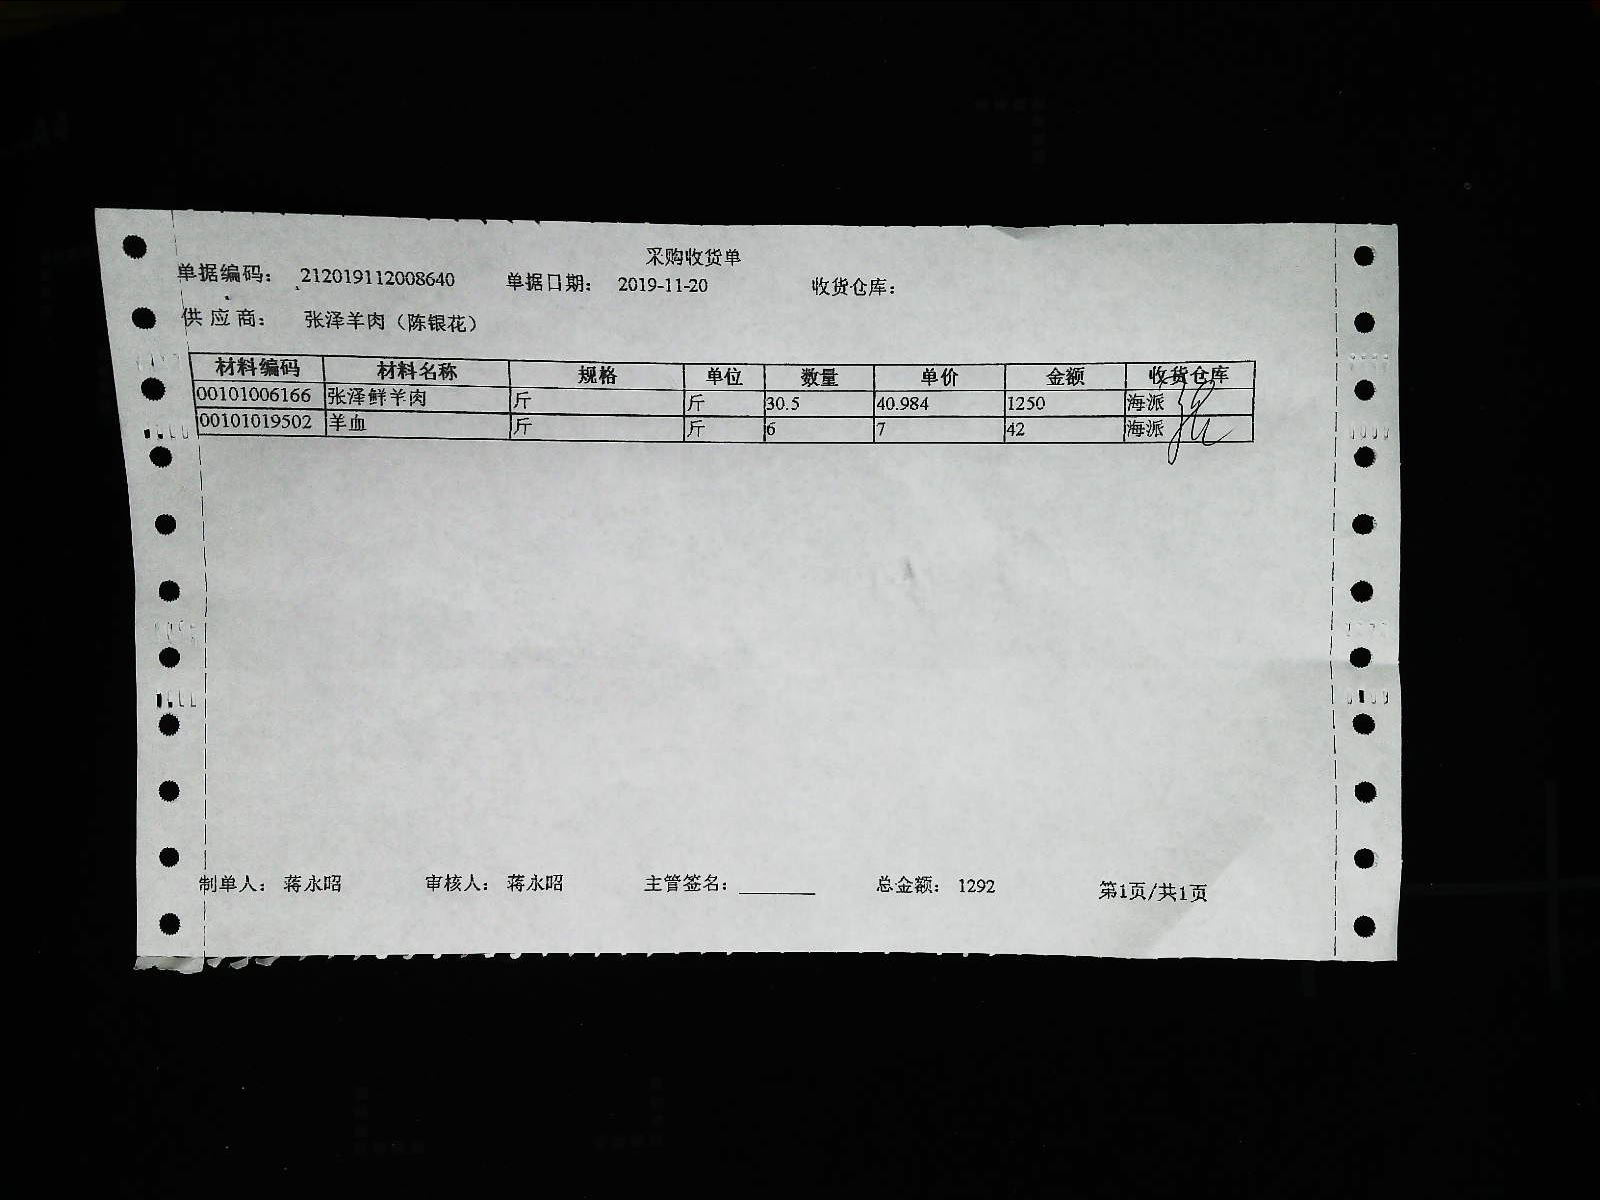 采购收货单
单据编码： 212019112008640 单据日期： 2019-11-20 收货仓库：
供 应 商： 张泽羊肉（陈银花）
材料编码 材料名称 规格 单位 数量 单价 金额 收货仓库
00101006166 张泽鲜羊肉 斤 斤 30.5 40.984 1250 海派
00101019502 羊血 斤 斤 6 7 42 海派
制单人： 蒋永昭 审核人： 蒋永昭 主管签名： 总金额： 1292 第1页/共1页